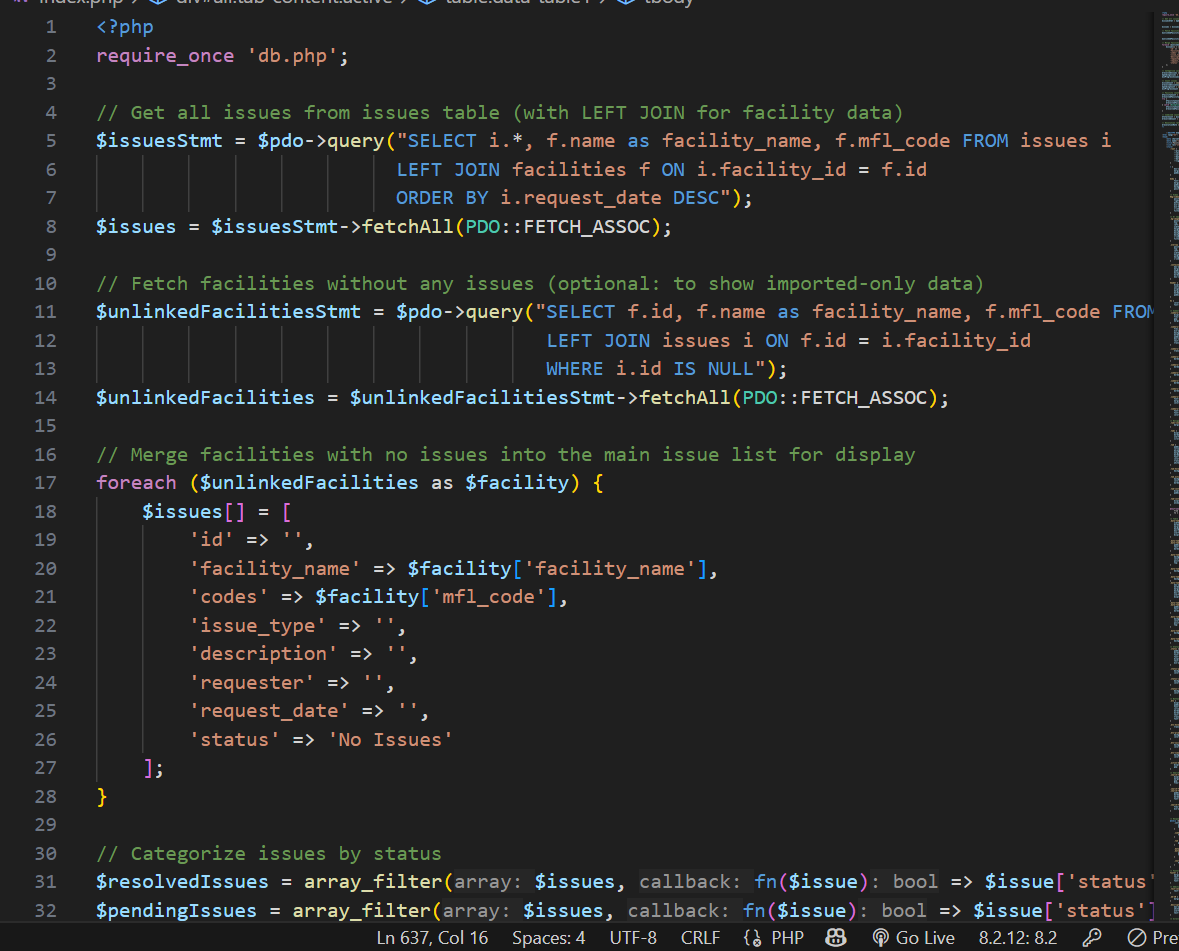 index.php > div#all.tab-content.active > table.data-table1 > tbody
1 <?php
2 require_once 'db.php';
3
4 // Get all issues from issues table (with LEFT JOIN for facility data)
5 $issuesStmt = $pdo->query("SELECT i.*, f.name as facility_name, f.mfl_code FROM issues i
6 LEFT JOIN facilities f ON i.facility_id = f.id
7 ORDER BY i.request_date DESC");
8 $issues = $issuesStmt->fetchAll(PDO::FETCH_ASSOC);
9
10 // Fetch facilities without any issues (optional: to show imported-only data)
11 $unlinkedFacilitiesStmt = $pdo->query("SELECT f.id, f.name as facility_name, f.mfl_code FROM
12 LEFT JOIN issues i ON f.id = i.facility_id
13 WHERE i.id IS NULL");
14 $unlinkedFacilities = $unlinkedFacilitiesStmt->fetchAll(PDO::FETCH_ASSOC);
15
16 // Merge facilities with no issues into the main issue list for display
17 foreach ($unlinkedFacilities as $facility) {
18 $issues[] = [
19 'id' => '',
20 'facility_name' => $facility['facility_name'],
21 'codes' => $facility['mfl_code'],
22 'issue_type' => '',
23 'description' => '',
24 'requester' => '',
25 'request_date' => '',
26 'status' => 'No Issues'
27 ];
28 }
29
30 // Categorize issues by status
31 $resolvedIssues = array_filter(array: $issues, callback: fn($issue): bool => $issue['status'
32 $pendingIssues = array_filter(array: $issues, callback: fn($issue): bool => $issue['status']
Ln 637, Col 16 Spaces: 4 UTF-8 CRLF {} PHP Go Live 8.2.12: 8.2 Pre